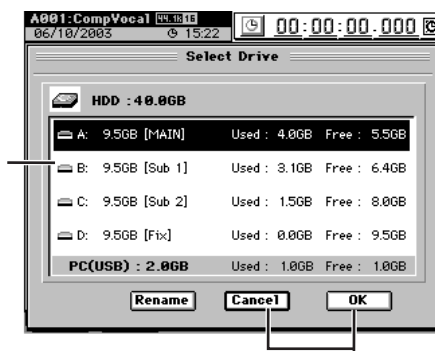 A001:CompVocal 44.1K16
06/10/2003 15:22 00:00:00.000
Select Drive
HDD :40.0GB
A: 9.5GB [MAIN] Used : 4.0GB Free : 5.5GB
B: 9.5GB [Sub 1] Used : 3.1GB Free : 6.4GB
C: 9.5GB [Sub 2] Used : 1.5GB Free : 8.0GB
D: 9.5GB [Fix] Used : 0.0GB Free : 9.5GB
PC(USB) : 2.0GB Used : 1.0GB Free : 1.0GB
Rename Cancel OK